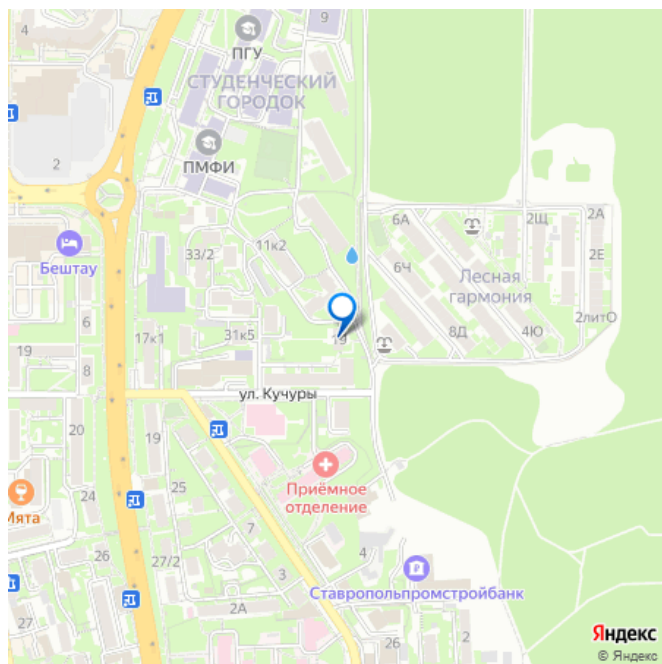 4
9
ПГУ
СТУДЕНЧЕСКИЙ
ГОРОДОК
2
ПМФИ
6А
2Щ
2А
11к2
33/2
2Е
Бештау
6Ч
Лесная
гармония
6
2литО
17к1
31к5
19
8Д
4Ю
19
8
ул. Кучуры
20
19
Приёмное
отделение
25
24
Мята
7
26
27/2
4
3
Ставропольпромстройбанк
2А
27
26
2
Яндекс
© Яндекс